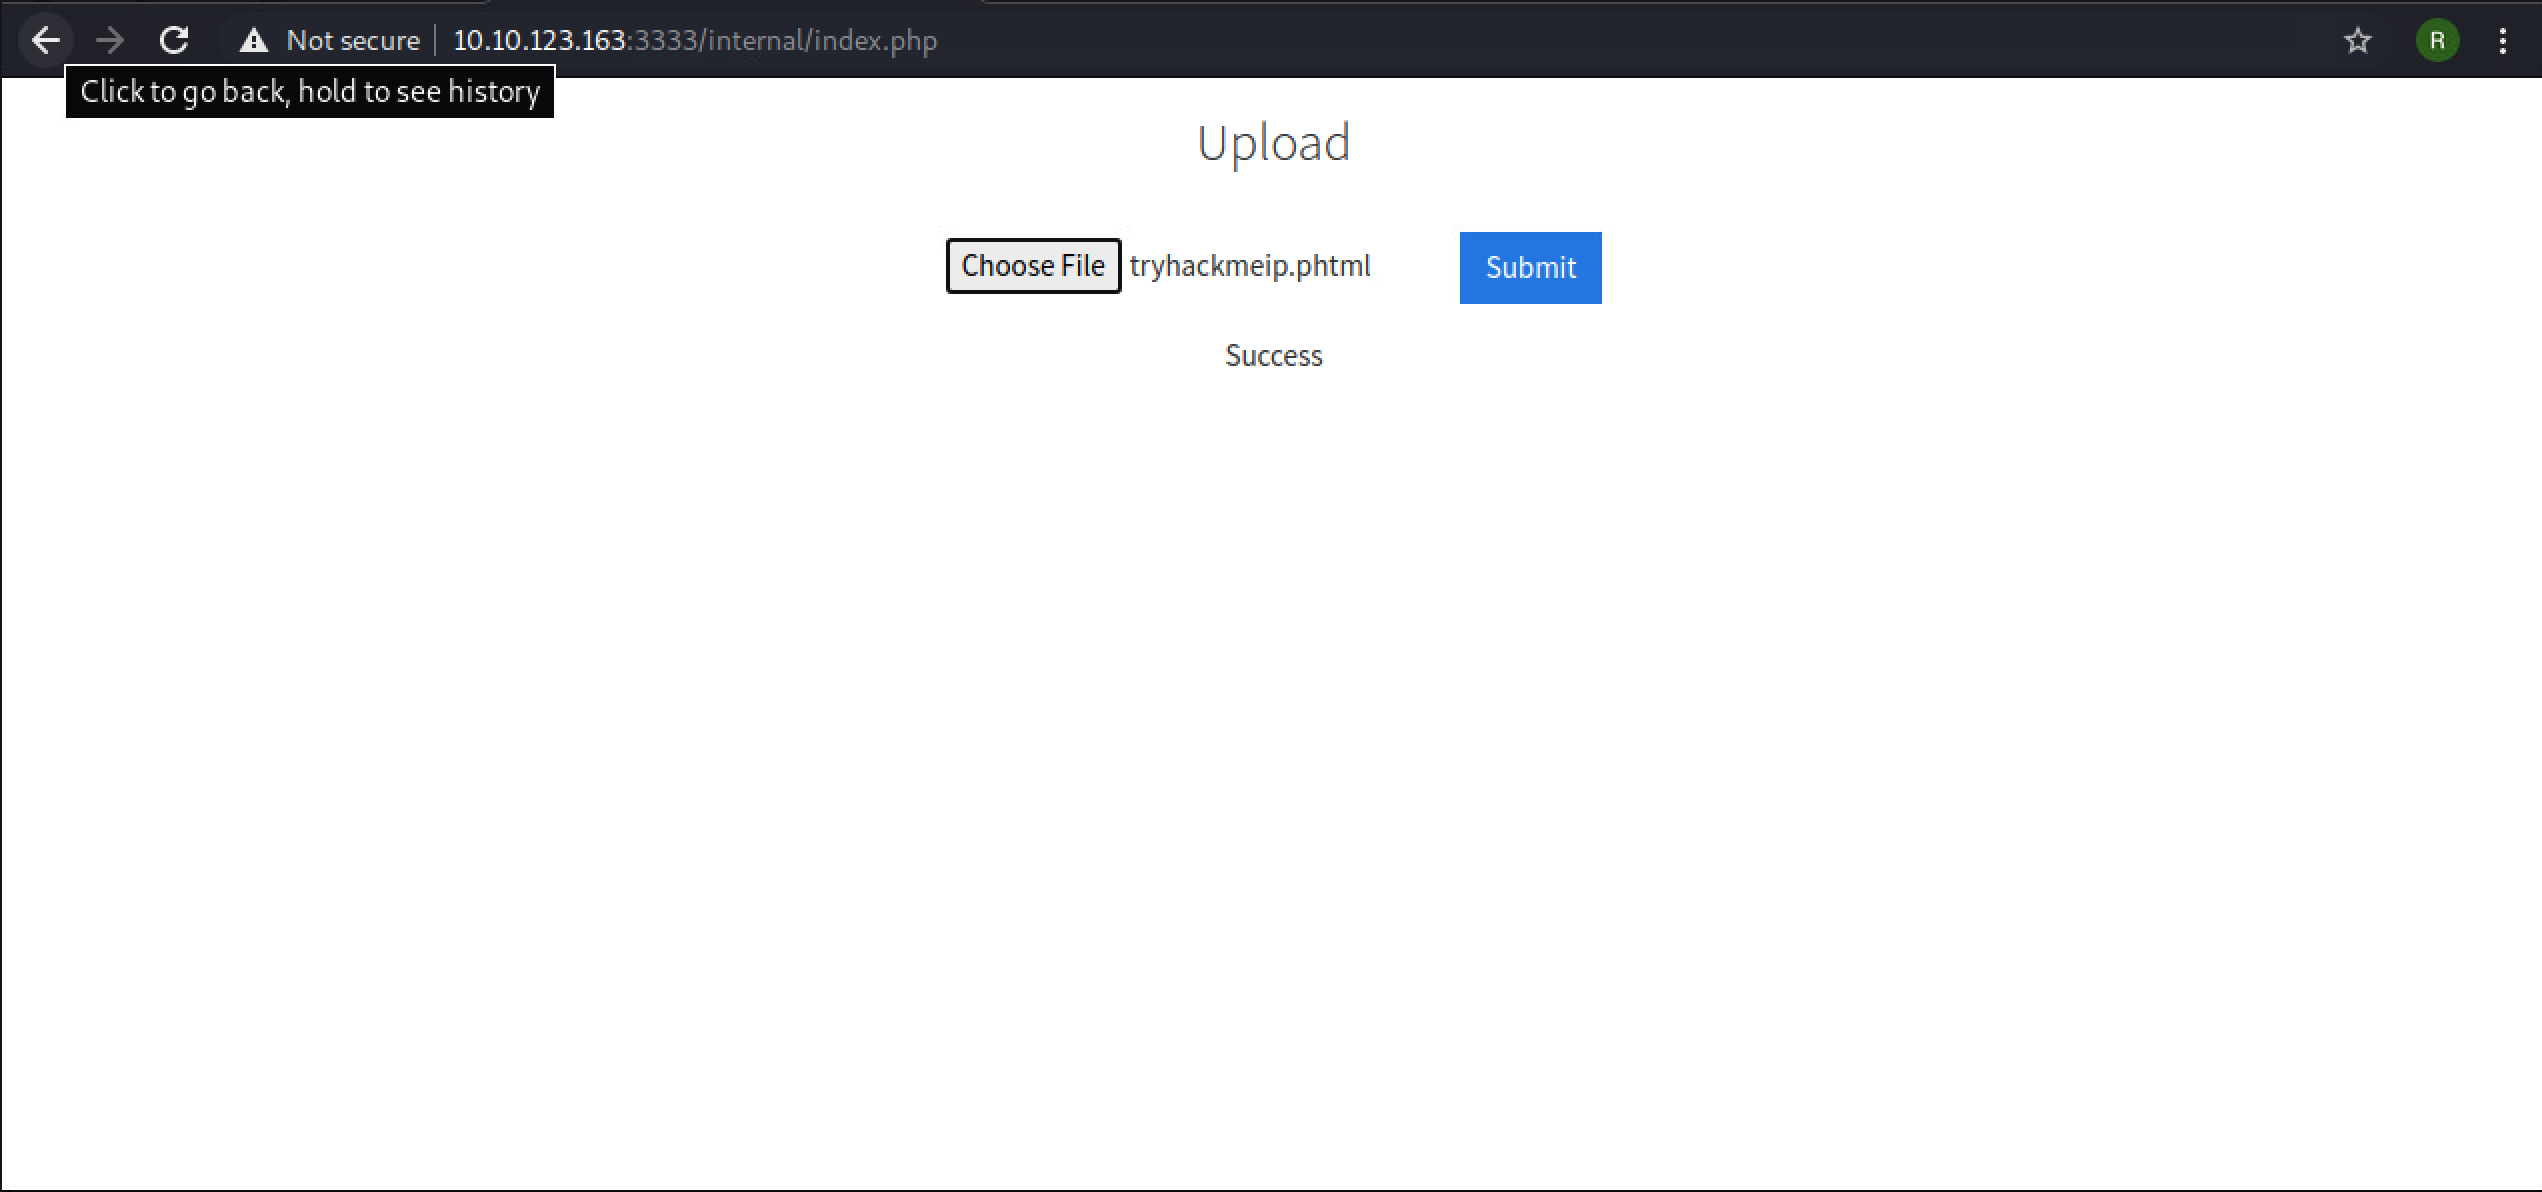 Not secure 10.10.123.163:3333/internal/index.php R
Click to go back, hold to see history
Upload
Choose File tryhackmeip.phtml Submit
Success